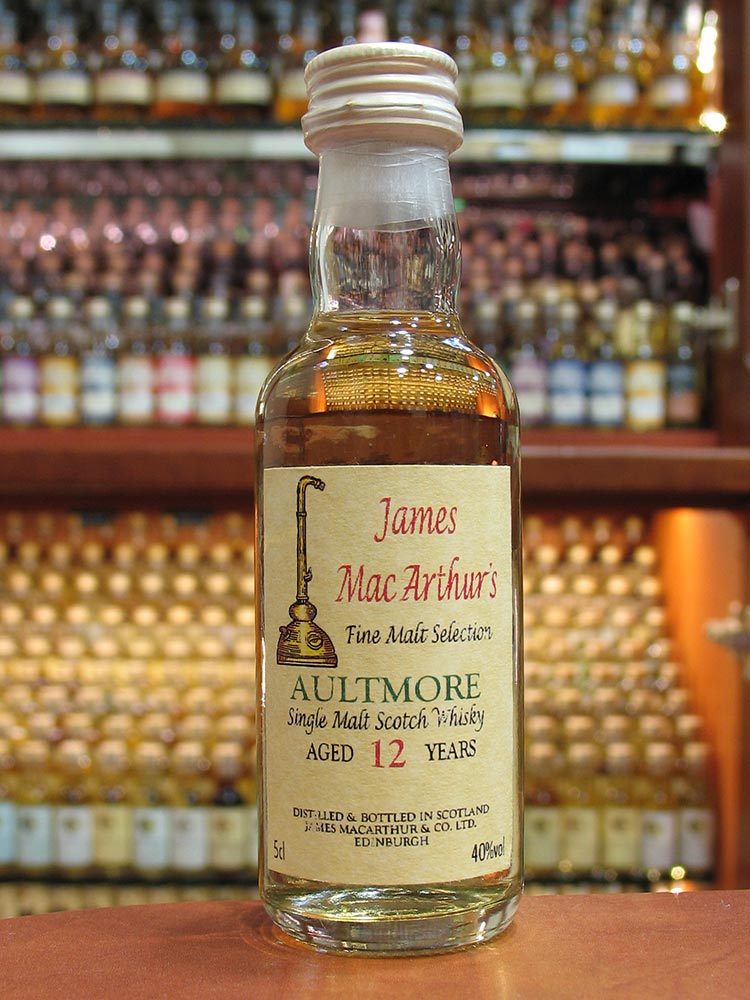 James
Mac Arthur's
Fine Malt Selection
AULTMORE
Single Malt Scotch Whisky
AGED 12 YEARS
DISTILLED & BOTTLED IN SCOTLAND
JAMES MACARTHUR & CO. LTD.
EDINBURGH
5cl 40%vol